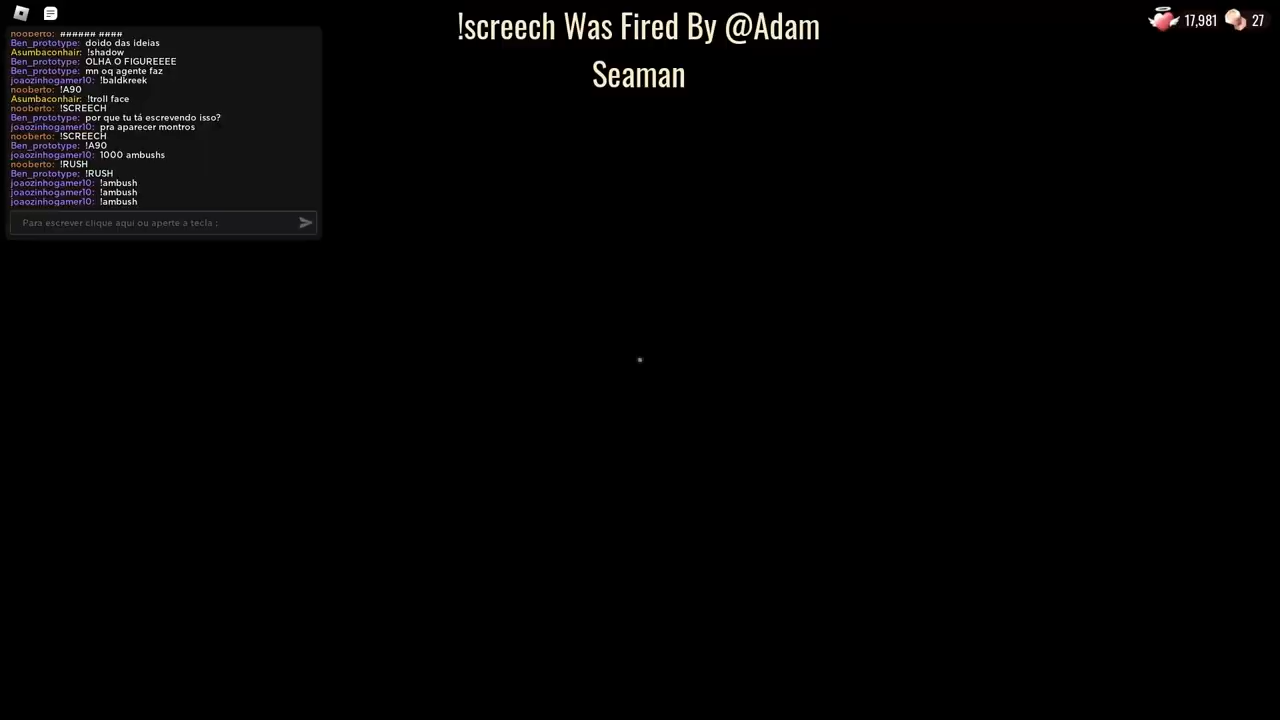 !screech Was Fired By @Adam
Seaman
17,981
27
nooberto: ###### ####
Ben_prototype: doido das ideias
Asumbaconhair: !shadow
Ben_prototype: OLHA O FIGUREEEE
Ben_prototype: mn oq agente faz
joaozinhogamer10: !baldkreek
nooberto: !A90
Asumbaconhair: !troll face
nooberto: !SCREECH
Ben_prototype: por que tu tá escrevendo isso?
joaozinhogamer10: pra aparecer montros
nooberto: !SCREECH
Ben_prototype: !A90
joaozinhogamer10: 1000 ambushs
nooberto: !RUSH
Ben_prototype: !RUSH
joaozinhogamer10: !ambush
joaozinhogamer10: !ambush
joaozinhogamer10: !ambush
Para escrever clique aqui ou aperte a tecla :